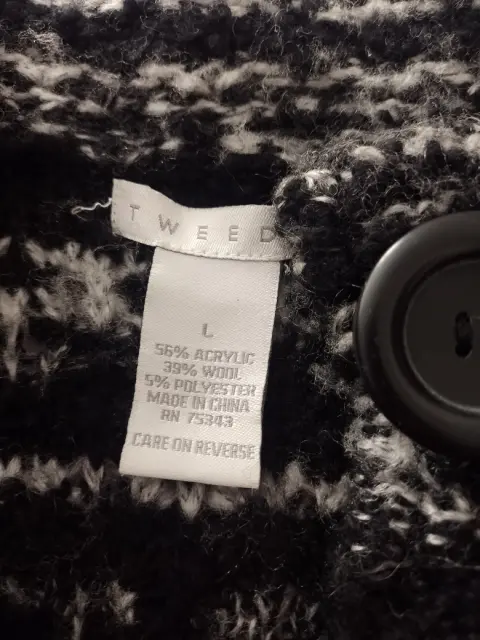 TWEED
L
56% ACRYLIC
39% WOOL
5% POLYESTER
MADE IN CHINA
RN 75343
CARE ON REVERSE